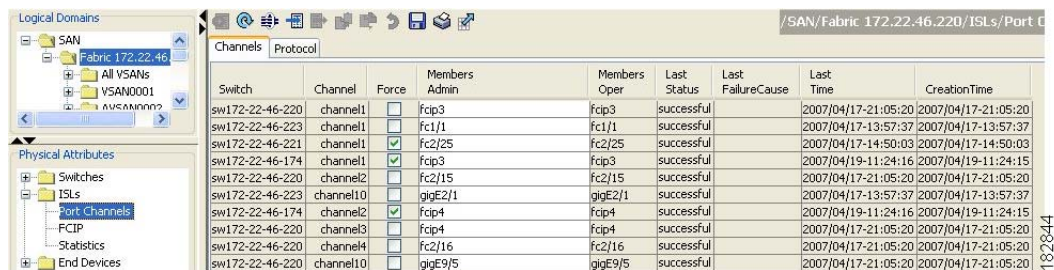 Logical Domains
SAN
Fabric 172.22.46.
All VSANs
VSAN0001
AVSAN0002
Physical Attributes
Switches
ISLs
Port Channels
FCIP
Statistics
End Devices
/SAN/Fabric 172.22.46.220/ISLs/Port C
Channels Protocol
Switch Channel Force Members Admin Members Oper Last Status Last FailureCause Last Time CreationTime
sw172-22-46-220 channel1 fcip3 fcip3 successful 2007/04/17-21:05:20 2007/04/17-21:05:20
sw172-22-46-223 channel1 fc1/1 fc1/1 successful 2007/04/17-13:57:37 2007/04/17-13:57:37
sw172-22-46-221 channel1 fc2/25 fc2/25 successful 2007/04/17-14:50:03 2007/04/17-14:50:03
sw172-22-46-174 channel1 fcip3 fcip3 successful 2007/04/19-11:24:16 2007/04/19-11:24:15
sw172-22-46-220 channel2 fc2/15 fc2/15 successful 2007/04/17-21:05:20 2007/04/17-21:05:20
sw172-22-46-223 channel10 gigE2/1 gigE2/1 successful 2007/04/17-13:57:37 2007/04/17-13:57:37
sw172-22-46-174 channel2 fcip4 fcip4 successful 2007/04/19-11:24:16 2007/04/19-11:24:15
sw172-22-46-220 channel3 fcip4 fcip4 successful 2007/04/17-21:05:20 2007/04/17-21:05:20
sw172-22-46-220 channel4 fc2/16 fc2/16 successful 2007/04/17-21:05:20 2007/04/17-21:05:20
sw172-22-46-220 channel10 gigE9/5 gigE9/5 successful 2007/04/17-21:05:20 2007/04/17-21:05:20
182844